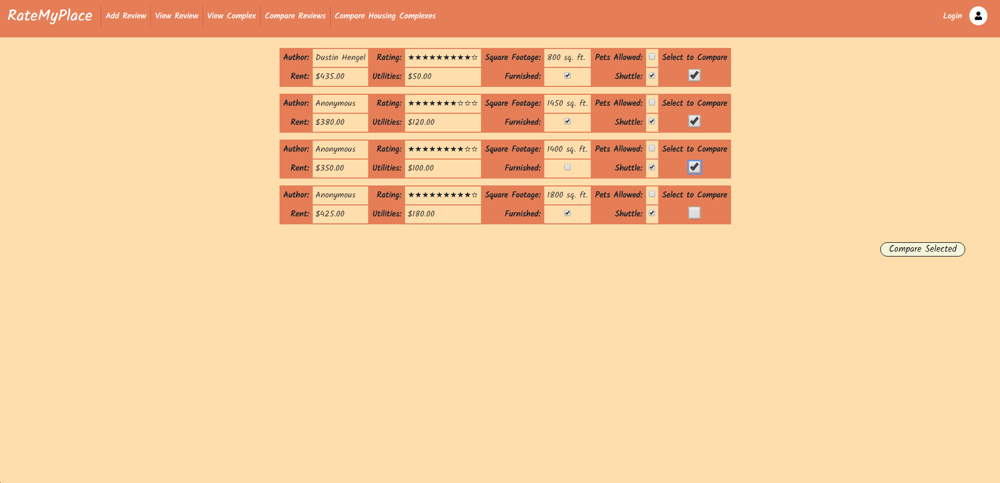 RateMyPlace Add Review View Review View Complex Compare Reviews Compare Housing Complexes Login
Author: Dustin Hengel Rating: ★★★★★★★★★☆ Square Footage: 800 sq. ft. Pets Allowed: Select to Compare
Rent: $435.00 Utilities: $50.00 Furnished: Shuttle:
Author: Anonymous Rating: ★★★★★★★☆☆☆ Square Footage: 1450 sq. ft. Pets Allowed: Select to Compare
Rent: $380.00 Utilities: $120.00 Furnished: Shuttle:
Author: Anonymous Rating: ★★★★★★★★☆☆ Square Footage: 1400 sq. ft. Pets Allowed: Select to Compare
Rent: $350.00 Utilities: $100.00 Furnished: Shuttle:
Author: Anonymous Rating: ★★★★★★★★★☆ Square Footage: 1800 sq. ft. Pets Allowed: Select to Compare
Rent: $425.00 Utilities: $180.00 Furnished: Shuttle:
Compare Selected